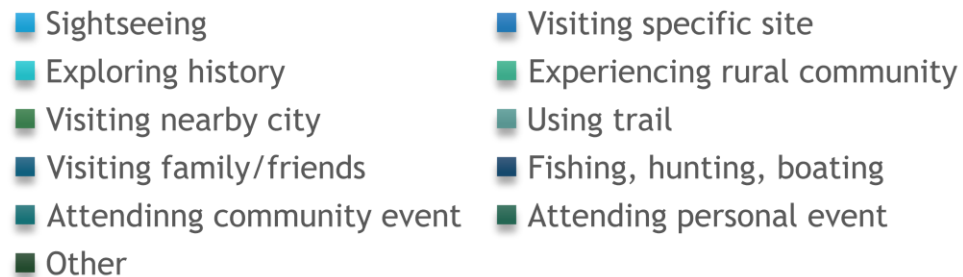 Sightseeing
Visiting specific site
Exploring history
Experiencing rural community
Visiting nearby city
Using trail
Visiting family/friends
Fishing, hunting, boating
Attendinng community event
Attending personal event
Other